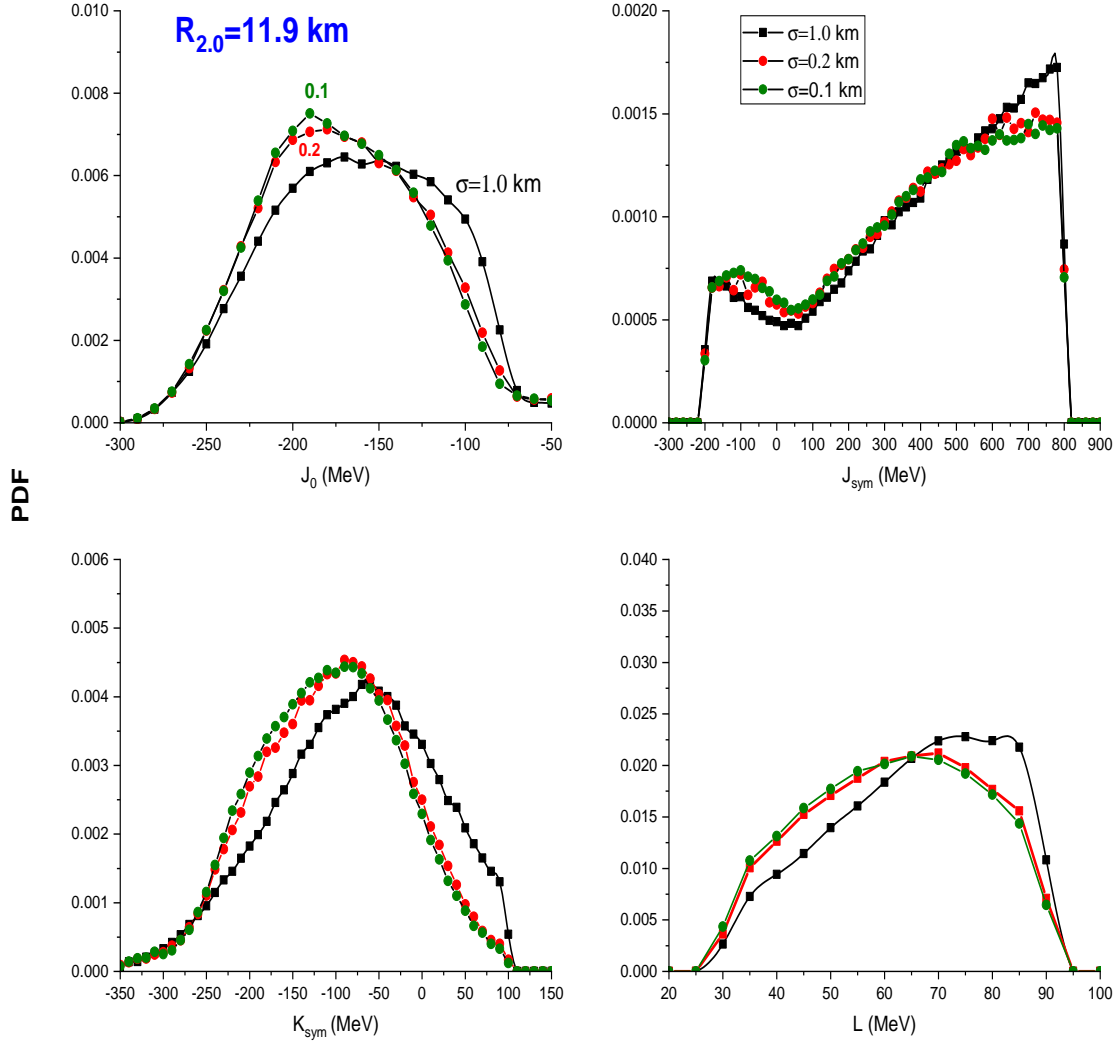 R2.0=11.9 km
0.010
0.008
0.006
0.004
0.002
0.000
0.1
0.2
σ=1.0 km
-300 -250 -200 -150 -100 -50
J0 (MeV)
0.0020
0.0015
0.0010
0.0005
0.0000
σ=1.0 km
σ=0.2 km
σ=0.1 km
-300 -200 -100 0 100 200 300 400 500 600 700 800 900
Jsym (MeV)
PDF
0.006
0.005
0.004
0.003
0.002
0.001
0.000
-350 -300 -250 -200 -150 -100 -50 0 50 100 150
Ksym (MeV)
0.040
0.035
0.030
0.025
0.020
0.015
0.010
0.005
0.000
20 30 40 50 60 70 80 90 100
L (MeV)